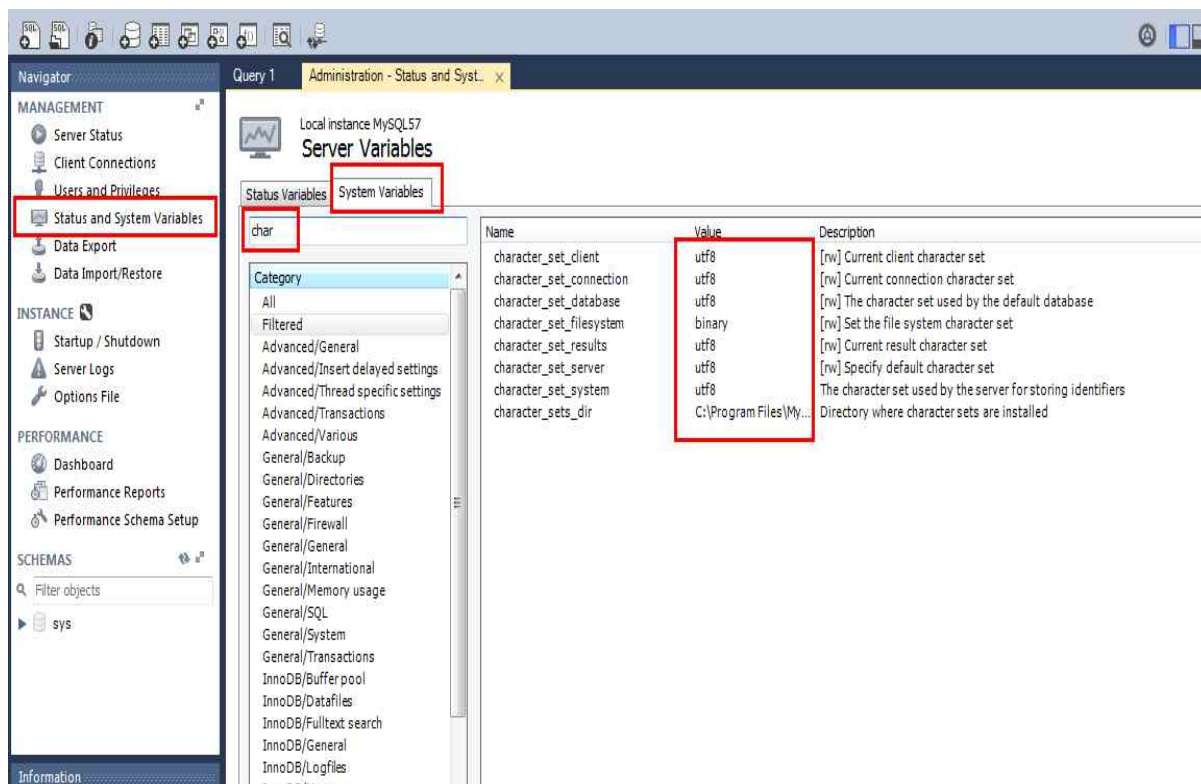 Navigator
MANAGEMENT
Server Status
Client Connections
Users and Privileges
Status and System Variables
Data Export
Data Import/Restore
INSTANCE
Startup / Shutdown
Server Logs
Options File
PERFORMANCE
Dashboard
Performance Reports
Performance Schema Setup
SCHEMAS
Filter objects
sys
Information
Query 1
Administration - Status and Syst..
Local instance MySQL57
Server Variables
Status Variables
System Variables
char
Category
All
Filtered
Advanced/General
Advanced/Insert delayed settings
Advanced/Thread specific settings
Advanced/Transactions
Advanced/Various
General/Backup
General/Directories
General/Features
General/Firewall
General/General
General/International
General/Memory usage
General/SQL
General/System
General/Transactions
InnoDB/Buffer pool
InnoDB/Datafiles
InnoDB/Fulltext search
InnoDB/General
InnoDB/Logfiles
Name Value Description
character_set_client utf8 [rw] Current client character set
character_set_connection utf8 [rw] Current connection character set
character_set_database utf8 [rw] The character set used by the default database
character_set_filesystem binary [rw] Set the file system character set
character_set_results utf8 [rw] Current result character set
character_set_server utf8 [rw] Specify default character set
character_set_system utf8 The character set used by the server for storing identifiers
character_sets_dir C:\Program Files\My... Directory where character sets are installed